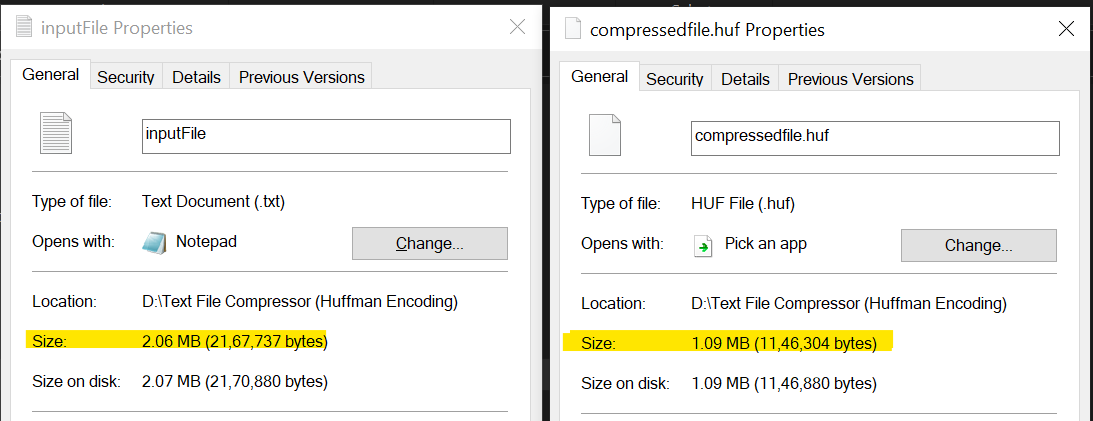 inputFile Properties
General Security Details Previous Versions
inputFile
Type of file: Text Document (.txt)
Opens with: Notepad Change...
Location: D:\Text File Compressor (Huffman Encoding)
Size: 2.06 MB (21,67,737 bytes)
Size on disk: 2.07 MB (21,70,880 bytes)
compressedfile.huf Properties
General Security Details Previous Versions
compressedfile.huf
Type of file: HUF File (.huf)
Opens with: Pick an app Change...
Location: D:\Text File Compressor (Huffman Encoding)
Size: 1.09 MB (11,46,304 bytes)
Size on disk: 1.09 MB (11,46,880 bytes)